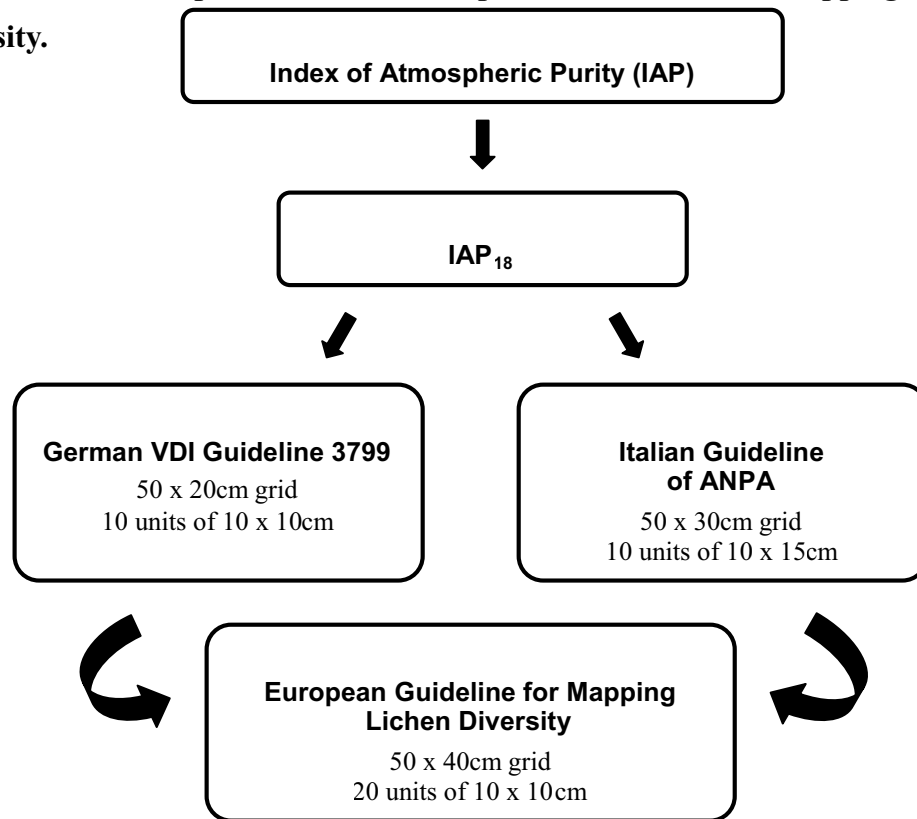 sity.
Index of Atmospheric Purity (IAP)
IAP18
German VDI Guideline 3799
50 x 20cm grid
10 units of 10 x 10cm
Italian Guideline
of ANPA
50 x 30cm grid
10 units of 10 x 15cm
European Guideline for Mapping
Lichen Diversity
50 x 40cm grid
20 units of 10 x 10cm